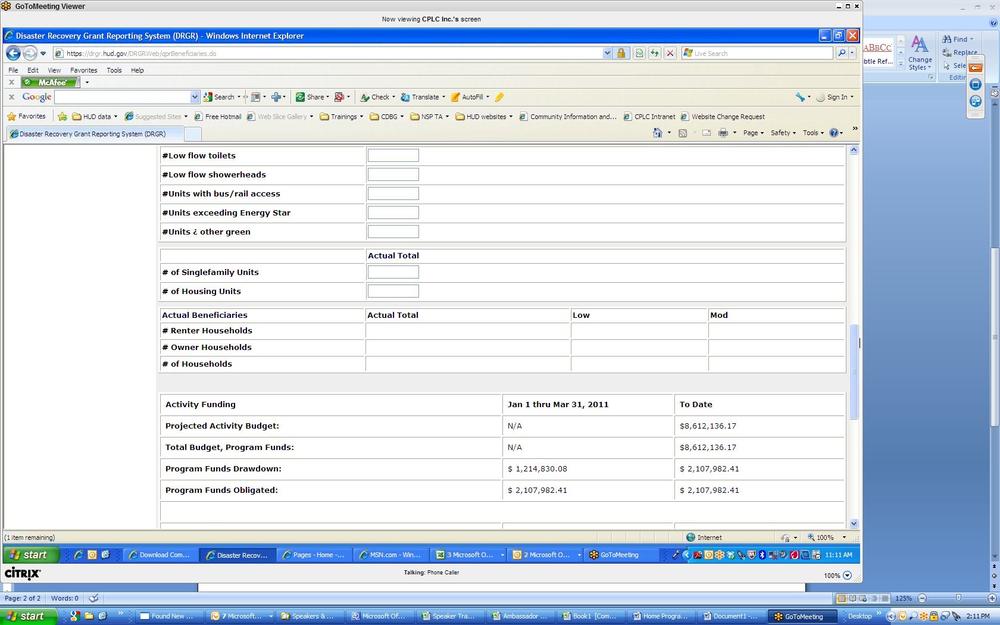 GoToMeeting Viewer
Now viewing CPLC Inc.'s screen
Disaster Recovery Grant Reporting System (DRGR) - Windows Internet Explorer
https://drgr.hud.gov/DRGRWeb/qprBeneficiaries.do
Live Search
File Edit View Favorites Tools Help
McAfee
Google Search Share Check Translate AutoFill Sign In
Favorites HUD data Suggested Sites Free Hotmail Web Slice Gallery Trainings CDBG NSP TA HUD websites Community Information and... CPLC Intranet Website Change Request
Disaster Recovery Grant Reporting System (DRGR)
Page Safety Tools
Find
Replace
Change Styles
#Low flow toilets
#Low flow showerheads
#Units with bus/rail access
#Units exceeding Energy Star
#Units ¿ other green
Actual Total
# of Singlefamily Units
# of Housing Units
Actual Beneficiaries Actual Total Low Mod
# Renter Households
# Owner Households
# of Households
Activity Funding Jan 1 thru Mar 31, 2011 To Date
Projected Activity Budget: N/A $8,612,136.17
Total Budget, Program Funds: N/A $8,612,136.17
Program Funds Drawdown: $ 1,214,830.08 $ 2,107,982.41
Program Funds Obligated: $ 2,107,982.41 $ 2,107,982.41
(1 item remaining) Internet 100%
start Download Com... Disaster Recov... Pages - Home -... MSN.com - Win... 3 Microsoft O... 2 Microsoft O... GoToMeeting 11:11 AM
CITRIX Talking: Phone Caller 100%
Page: 2 of 2 Words: 0 125%
start Found New ... 7 Microsoft... Speakers & ... Microsoft Of... Speaker Tra... Ambassador ... Book1 [Com... Home Progra... Document1 -... GoToMeeting Desktop 2:11 PM